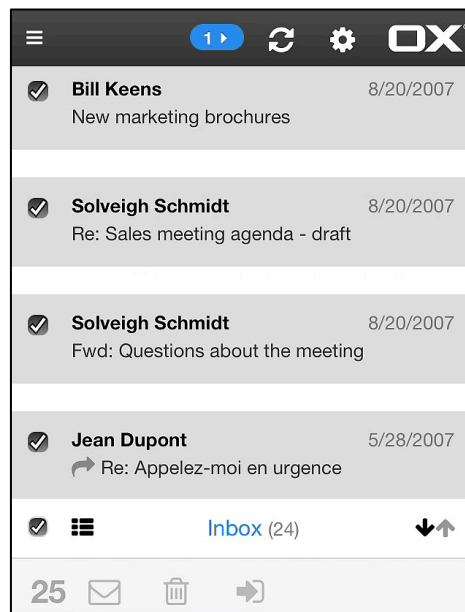 1
OX
Bill Keens 8/20/2007
New marketing brochures
Solveigh Schmidt 8/20/2007
Re: Sales meeting agenda - draft
Solveigh Schmidt 8/20/2007
Fwd: Questions about the meeting
Jean Dupont 5/28/2007
Re: Appelez-moi en urgence
Inbox (24)
25